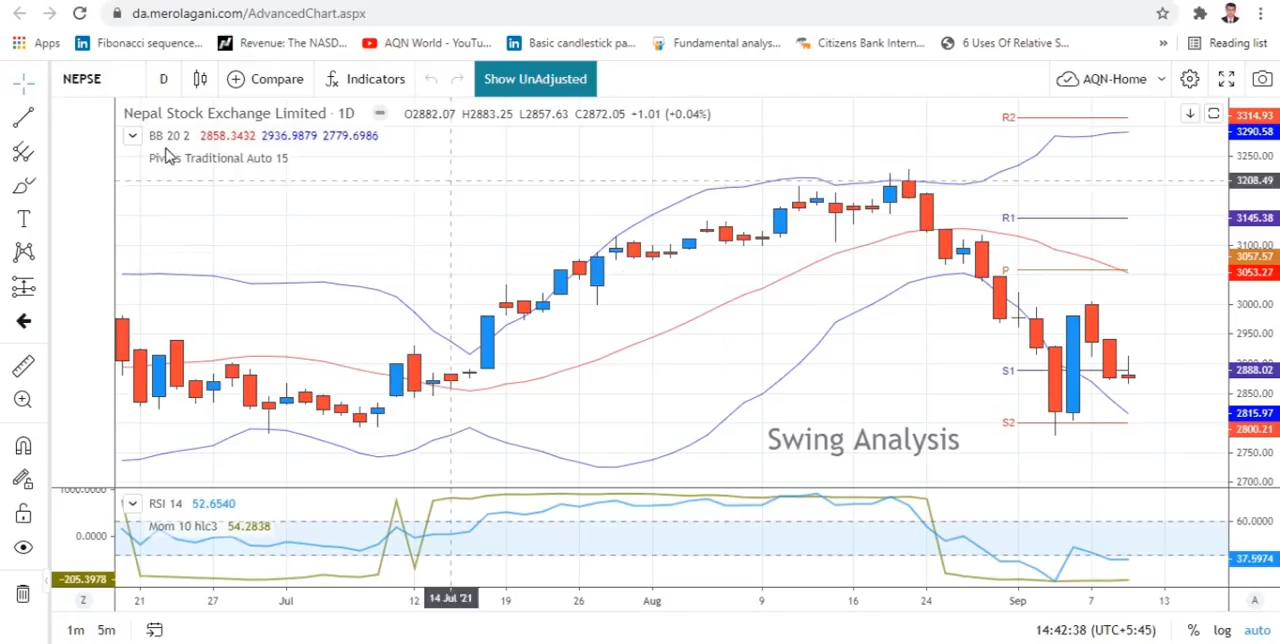 da.merolagani.com/AdvancedChart.aspx
Apps Fibonacci sequence... Revenue: The NASD... AQN World - YouTu... Basic candlestick pa... Fundamental analys... Citizens Bank Intern... 6 Uses Of Relative S... » Reading list
NEPSE D Compare Indicators Show UnAdjusted AQN-Home
Nepal Stock Exchange Limited · 1D O2882.07 H2883.25 L2857.63 C2872.05 +1.01 (+0.04%)
R2 3314.93
BB 20 2 2858.3432 2936.9879 2779.6986
3290.58
Traditional Auto 15
3250.00
3208.49
R1 3145.38
3100.00
3057.57
P
3053.27
3000.00
2950.00
S1 2888.02
2850.00
2815.97
S2 2800.21
Swing Analysis
2750.00
2700.00
RSI 14 52.6540
Mom 10 hlc3 54.2838
60.0000
0.0000
37.5974
-205.3978
Z 21 27 Jul 12 14 Jul '21 19 26 Aug 9 16 24 Sep 7 13 A
1m 5m 14:42:38 (UTC+5:45) % log auto